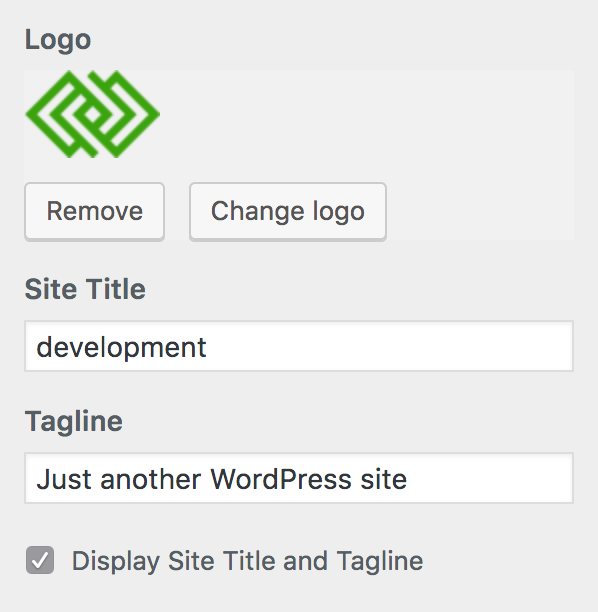 Logo
Remove Change logo
Site Title
development
Tagline
Just another WordPress site
Display Site Title and Tagline